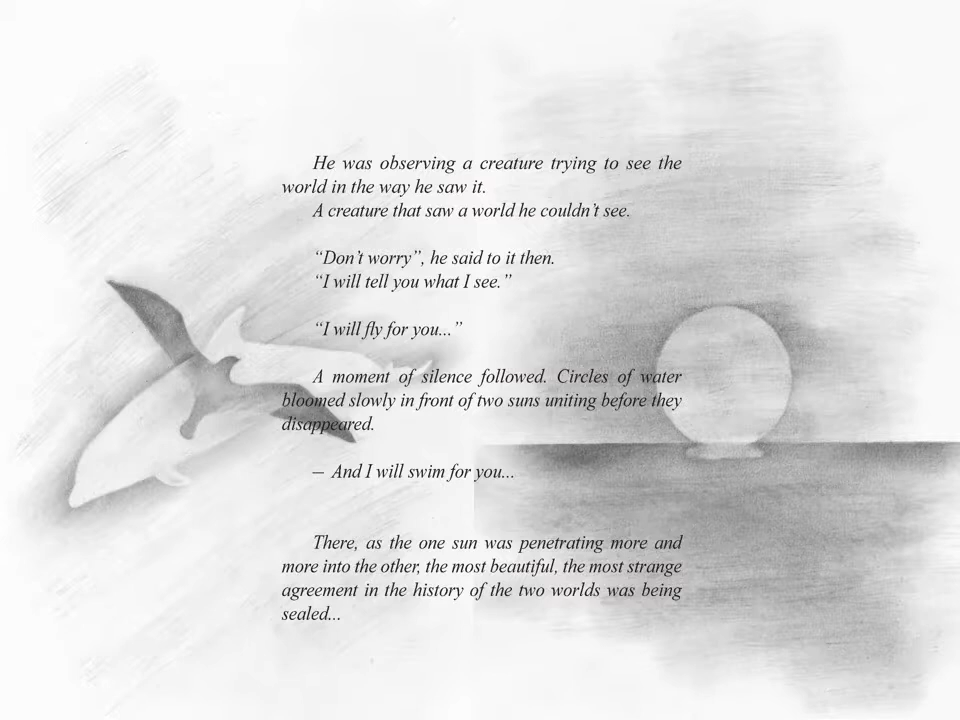 He was observing a creature trying to see the
world in the way he saw it.
A creature that saw a world he couldn’t see.
“Don’t worry”, he said to it then.
“I will tell you what I see.”
“I will fly for you...”
A moment of silence followed. Circles of water
bloomed slowly in front of two suns uniting before they
disappeared.
– And I will swim for you...
There, as the one sun was penetrating more and
more into the other, the most beautiful, the most strange
agreement in the history of the two worlds was being
sealed...